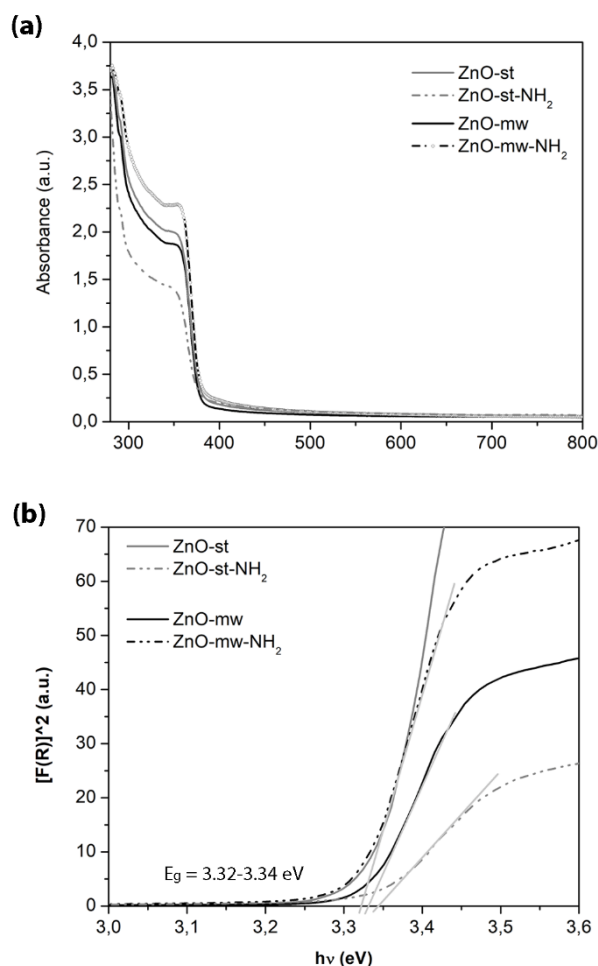 (a)
4,0
3,5
3,0
2,5
2,0
1,5
1,0
0,5
0,0
Absorbance (a.u.)
ZnO-st
ZnO-st-NH₂
ZnO-mw
ZnO-mw-NH₂
300 400 500 600 700 800
(b)
70
60
50
40
30
20
10
0
[F(R)]^2 (a.u.)
ZnO-st
ZnO-st-NH₂
ZnO-mw
ZnO-mw-NH₂
Eg = 3.32-3.34 eV
3,0 3,1 3,2 3,3 3,4 3,5 3,6
hν (eV)